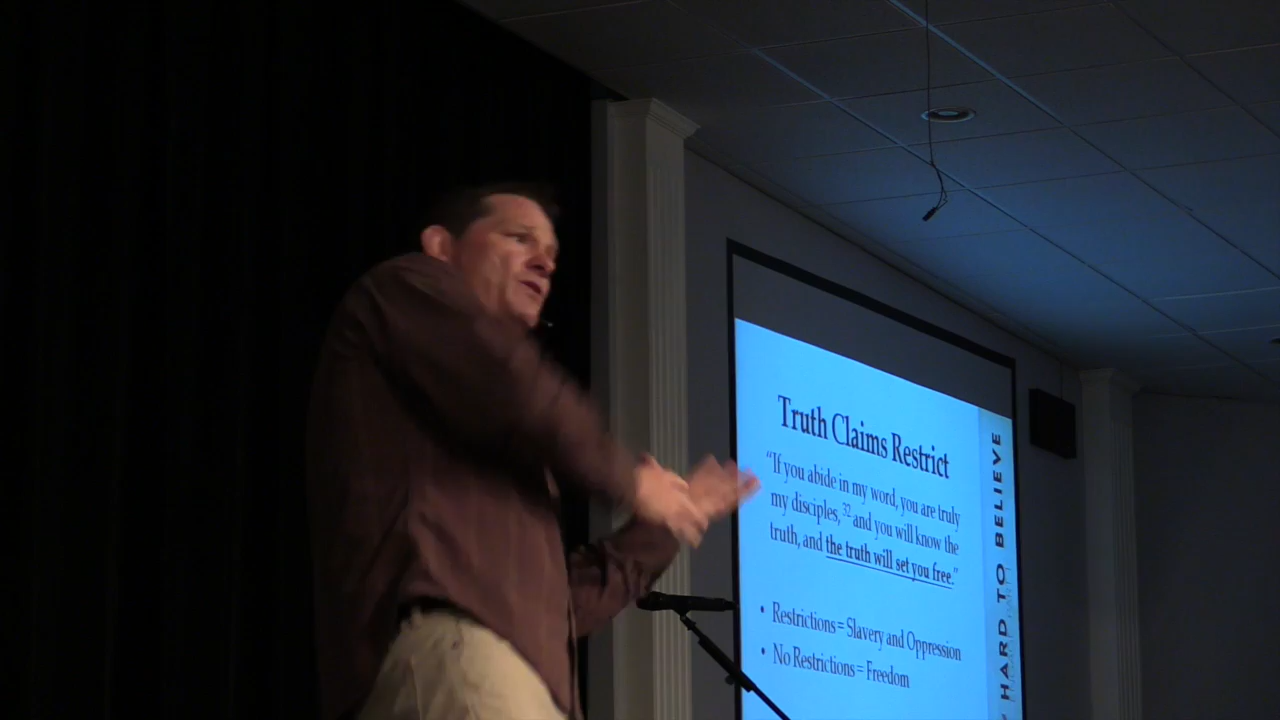 Truth Claims Restrict
“If you abide in my word, you are truly
my disciples, 32 and you will know the
truth, and the truth will set you free.”
• Restrictions = Slavery and Oppression
• No Restrictions = Freedom
HARD TO BELIEVE